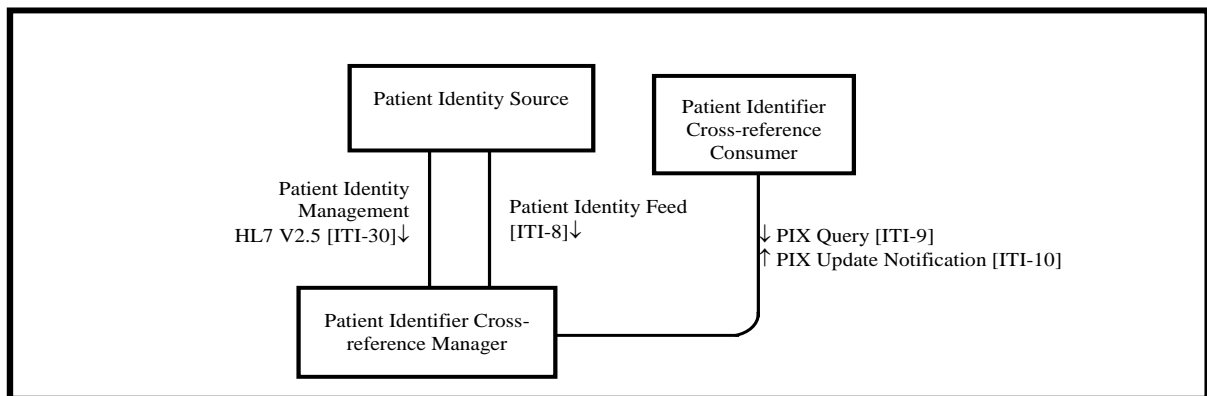 Patient Identity Source
Patient Identifier
Cross-reference
Consumer
Patient Identity
Management
HL7 V2.5 [ITI-30]↓
Patient Identity Feed
[ITI-8]↓
↓ PIX Query [ITI-9]
↑ PIX Update Notification [ITI-10]
Patient Identifier Cross-
reference Manager